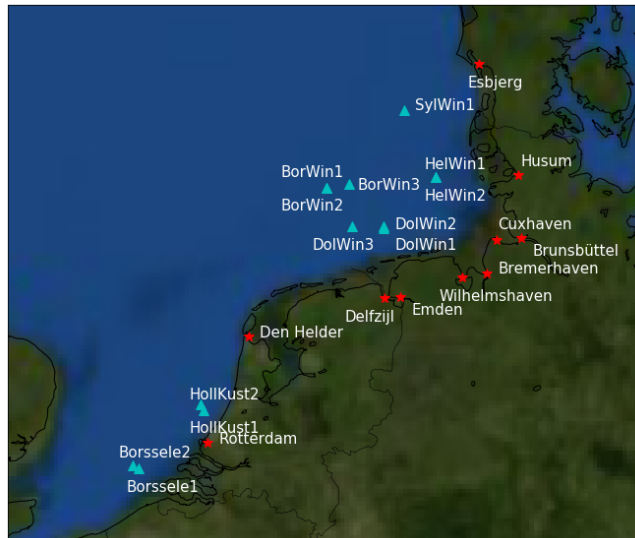 Esbjerg
SylWin1
BorWin1
HelWin1
Husum
BorWin3
HelWin2
BorWin2
Cuxhaven
DolWin2
DolWin3
DolWin1
Brunsbüttel
Bremerhaven
Wilhelmshaven
Emden
Delfzijl
Den Helder
HollKust2
HollKust1
Rotterdam
Borssele2
Borssele1